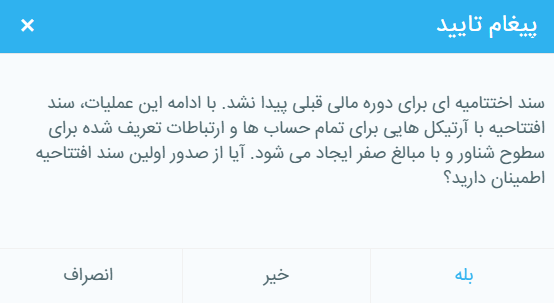 پیغام تایید
×
سند اختتامیه ای برای دوره مالی قبلی پیدا نشد. با ادامه این عملیات، سند
افتتاحیه با آرتیکل هایی برای تمام حساب ها و ارتباطات تعریف شده برای
سطوح شناور و با مبالغ صفر ایجاد می شود. آیا از صدور اولین سند افتتاحیه
اطمینان دارید؟
بله
خیر
انصراف